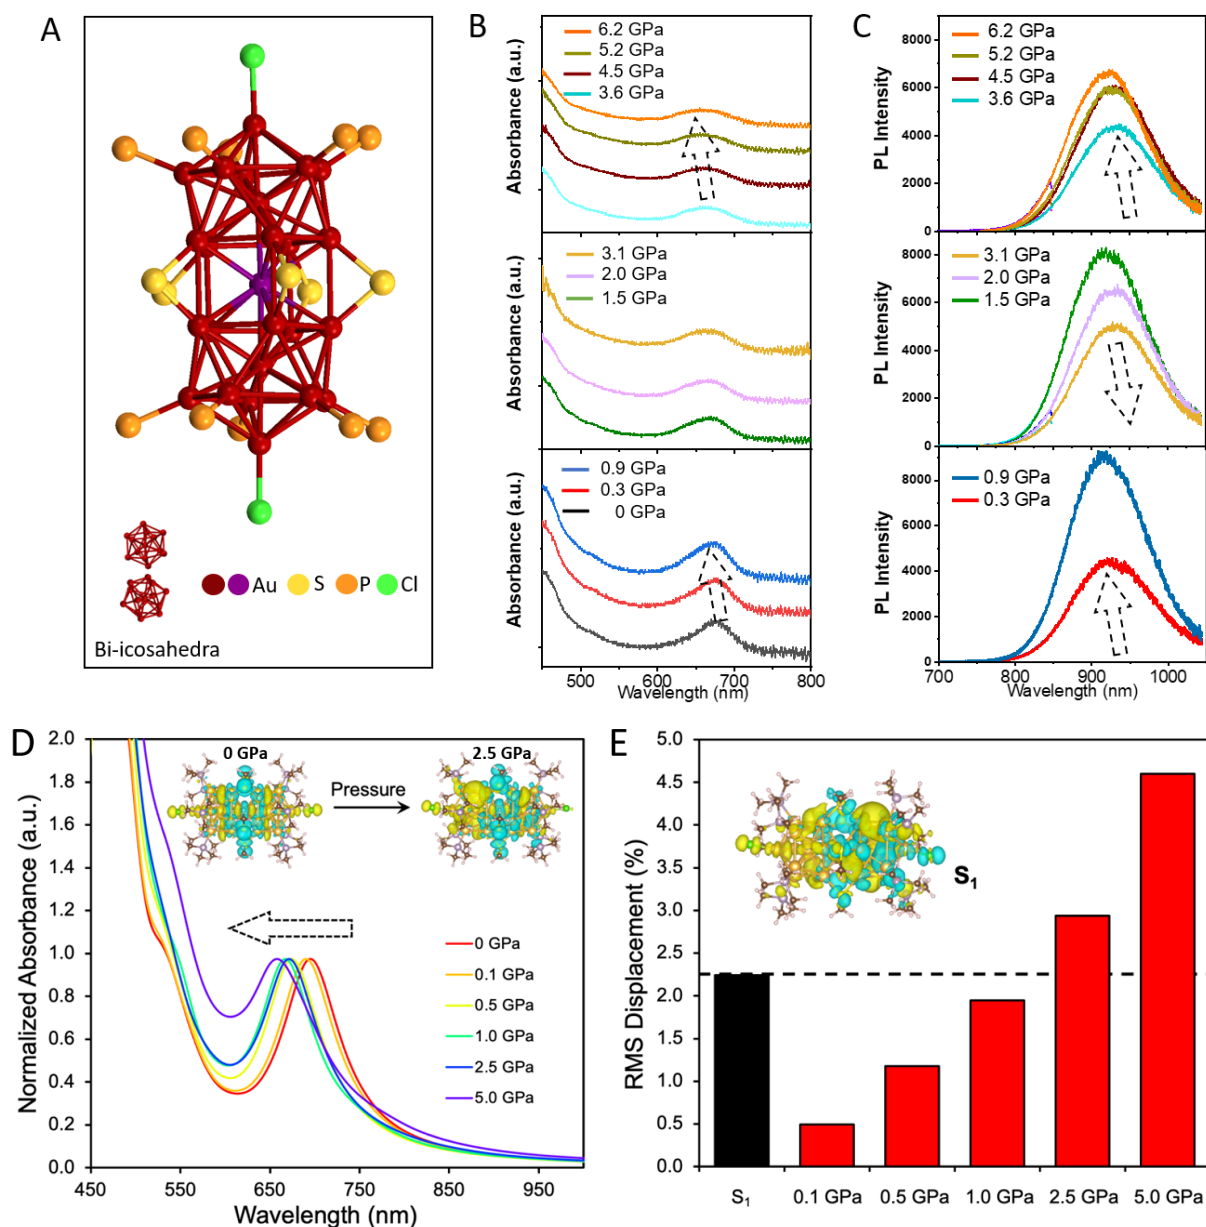 A
Au S P Cl
Bi-icosahedra
B
Absorbance (a.u.)
6.2 GPa
5.2 GPa
4.5 GPa
3.6 GPa
Absorbance (a.u.)
3.1 GPa
2.0 GPa
1.5 GPa
Absorbance (a.u.)
0.9 GPa
0.3 GPa
0 GPa
500 600 700 800
Wavelength (nm)
C
PL Intensity
8000
6000
4000
2000
0
6.2 GPa
5.2 GPa
4.5 GPa
3.6 GPa
PL Intensity
8000
6000
4000
2000
0
3.1 GPa
2.0 GPa
1.5 GPa
PL Intensity
8000
6000
4000
2000
0
0.9 GPa
0.3 GPa
700 800 900 1000
Wavelength (nm)
D
Normalized Absorbance (a.u.)
2.0
1.8
1.6
1.4
1.2
1.0
0.8
0.6
0.4
0.2
0.0
0 GPa
Pressure
2.5 GPa
0 GPa
0.1 GPa
0.5 GPa
1.0 GPa
2.5 GPa
5.0 GPa
450 550 650 750 850 950
Wavelength (nm)
E
RMS Displacement (%)
5.0
4.5
4.0
3.5
3.0
2.5
2.0
1.5
1.0
0.5
0.0
S₁
S₁ 0.1 GPa 0.5 GPa 1.0 GPa 2.5 GPa 5.0 GPa